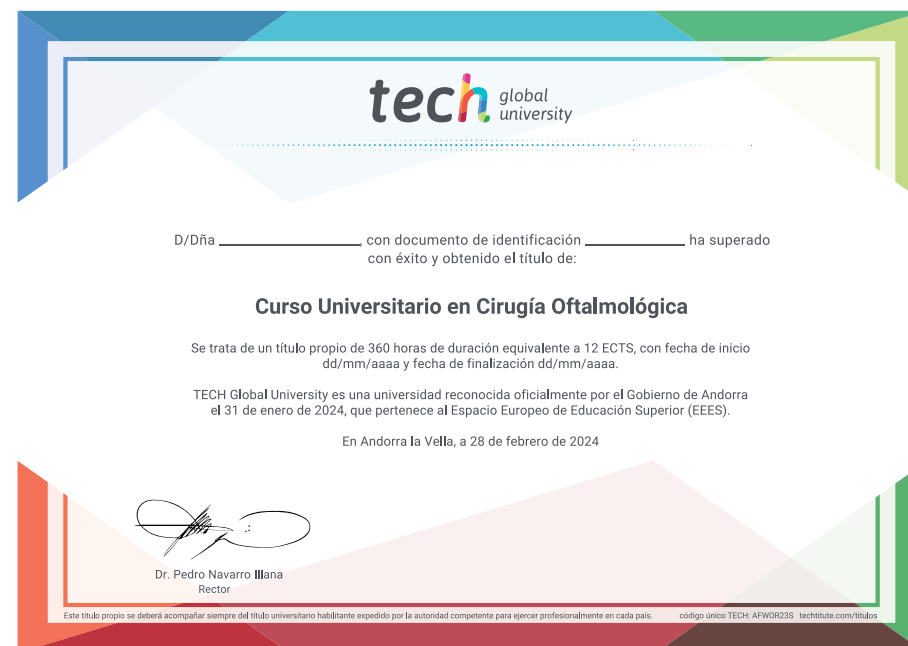 tech global university
D/Dña ____________________, con documento de identificación ______________ ha superado
con éxito y obtenido el título de:
Curso Universitario en Cirugía Oftalmológica
Se trata de un título propio de 360 horas de duración equivalente a 12 ECTS, con fecha de inicio
dd/mm/aaaa y fecha de finalización dd/mm/aaaa.
TECH Global University es una universidad reconocida oficialmente por el Gobierno de Andorra
el 31 de enero de 2024, que pertenece al Espacio Europeo de Educación Superior (EEES).
En Andorra la Vella, a 28 de febrero de 2024
Dr. Pedro Navarro Illana
Rector
Este título propio se deberá acompañar siempre del título universitario habilitante expedido por la autoridad competente para ejercer profesionalmente en cada país. código único TECH: AFWOR23S techtitute.com/titulos